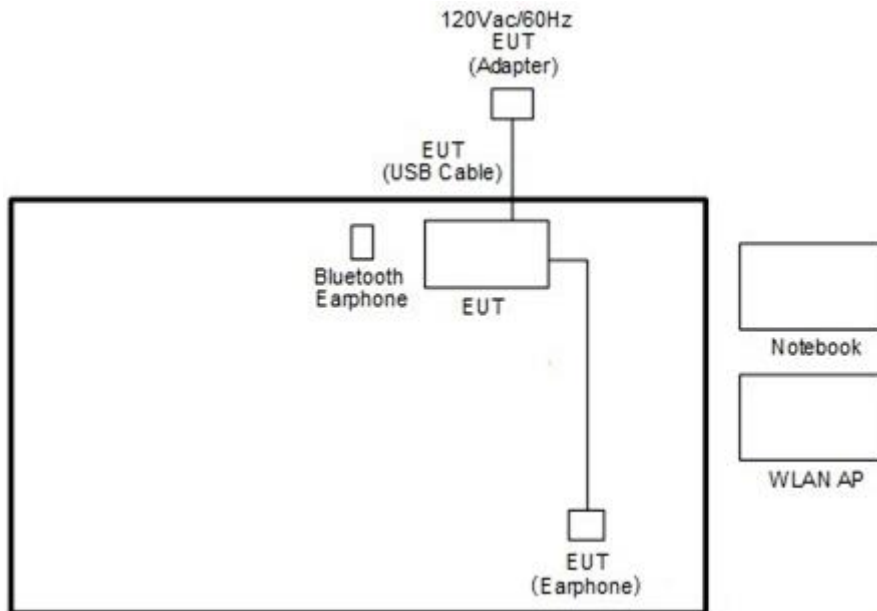 120Vac/60Hz
EUT
(Adapter)
EUT
(USB Cable)
Bluetooth
Earphone
EUT
Notebook
WLAN AP
EUT
(Earphone)